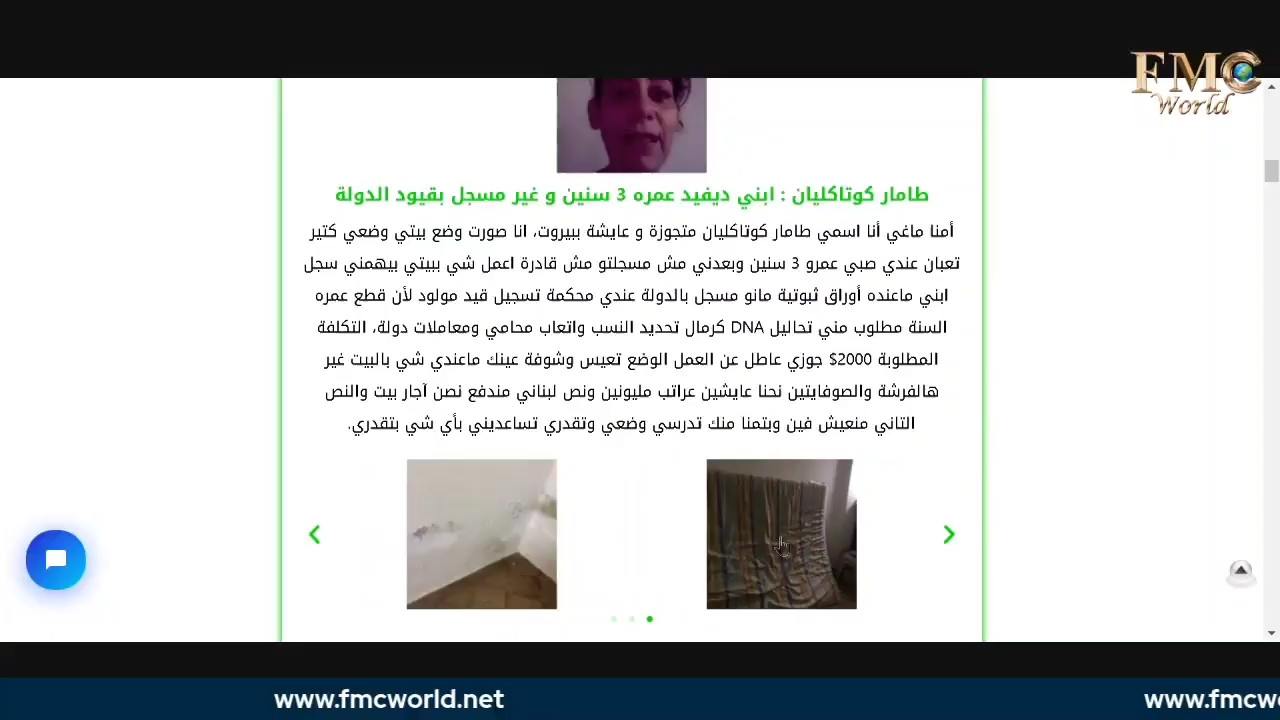 FMC
World
طامار كوتاكليان : ابني ديفيد عمره 3 سنين و غير مسجل بقيود الدولة
أمنا ماغي أنا اسمي طامار كوتاكليان متجوزة و عايشة ببيروت، انا صورت وضع بيتي وضعي كتير
تعبان عندي صبي عمرو 3 سنين وبعدني مش مسجلتو مش قادرة اعمل شي ببيتي بيهمني سجل
ابني ماعنده أوراق ثبوتية مانو مسجل بالدولة عندي محكمة تسجيل قيد مولود لأن قطع عمره
السنة مطلوب مني تحاليل DNA كرمال تحديد النسب واتعاب محامي ومعاملات دولة، التكلفة
المطلوبة 2000$ جوزي عاطل عن العمل الوضع تعيس وشوفة عينك ماعندي شي بالبيت غير
هالفرشة والصوفايتين نحنا عايشين عراتب مليونين ونص لبناني مندفع نصن آجار بيت والنص
التاني منعيش فين وبتمنا منك تدرسي وضعي وتقدري تساعديني بأي شي بتقدري.
www.fmcworld.net
www.fmcw